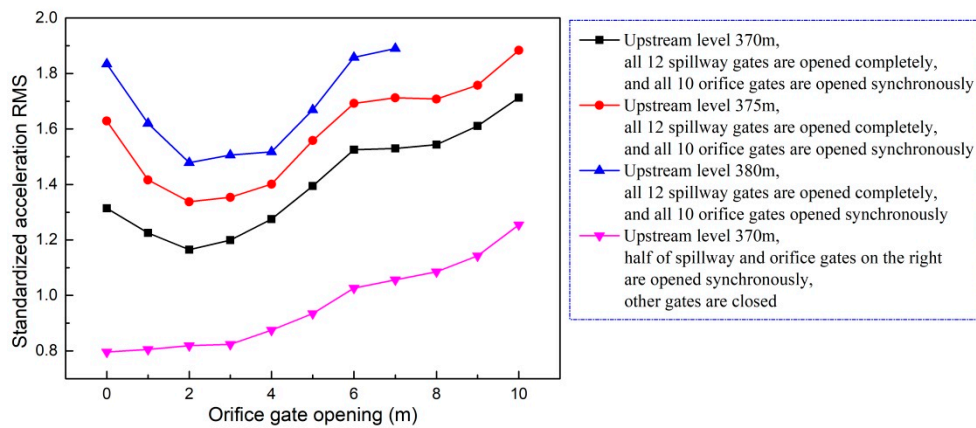 2.0
1.8
1.6
1.4
1.2
1.0
0.8
Standardized acceleration RMS
0
2
4
6
8
10
Orifice gate opening (m)
Upstream level 370m,
all 12 spillway gates are opened completely,
and all 10 orifice gates are opened synchronously
Upstream level 375m,
all 12 spillway gates are opened completely,
and all 10 orifice gates are opened synchronously
Upstream level 380m,
all 12 spillway gates are opened completely,
and all 10 orifice gates opened synchronously
Upstream level 370m,
half of spillway and orifice gates on the right
are opened synchronously,
other gates are closed